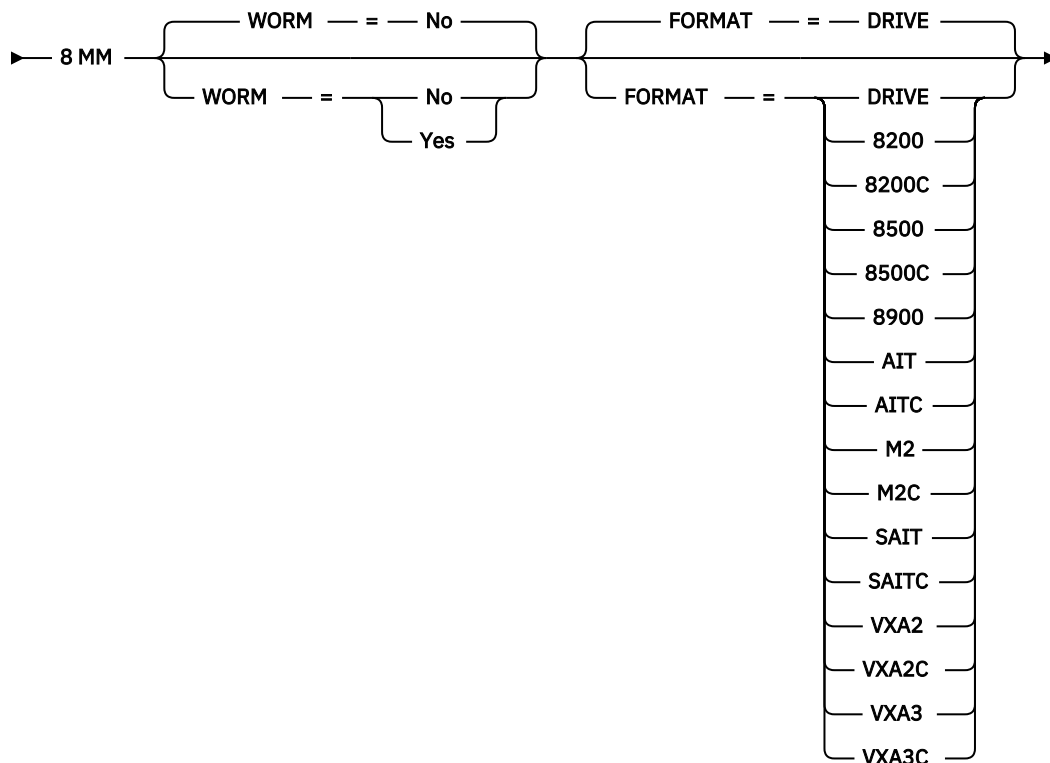 WORM = No FORMAT = DRIVE
8 MM
WORM = No FORMAT = DRIVE
Yes 8200
8200C
8500
8500C
8900
AIT
AITC
M2
M2C
SAIT
SAITC
VXA2
VXA2C
VXA3
VXA3C